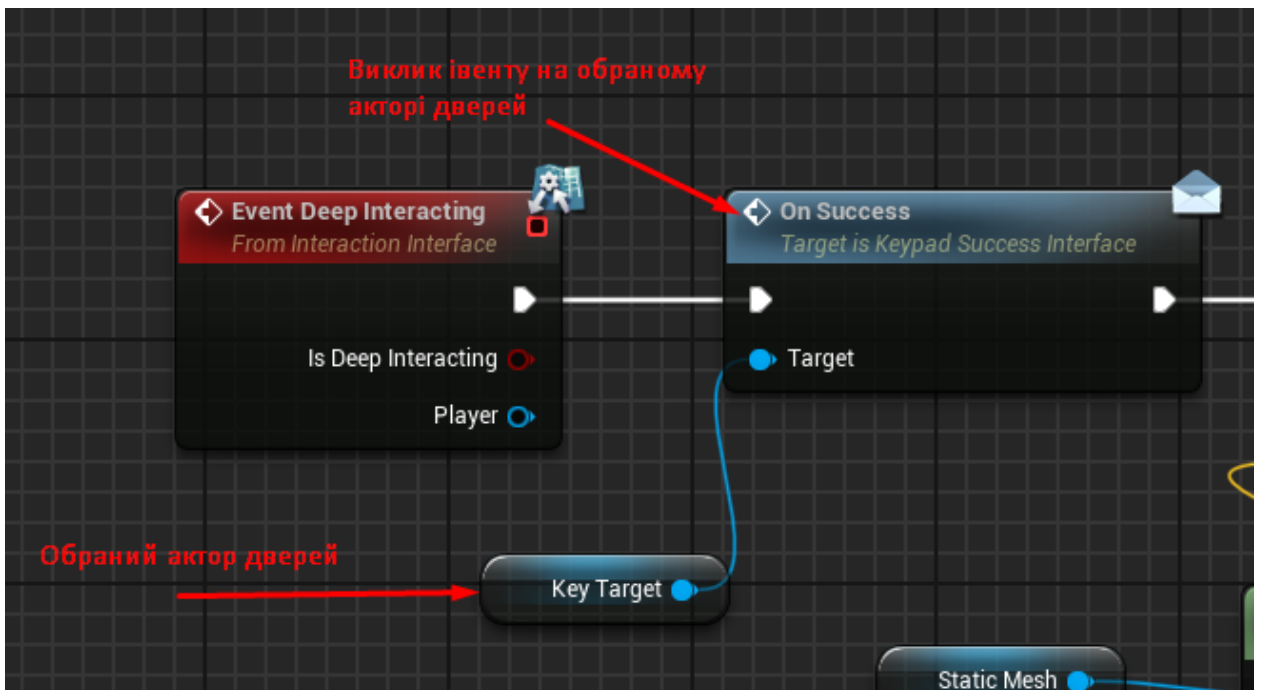 Виклик івенту на обраному
акторі дверей
Event Deep Interacting
From Interaction Interface
Is Deep Interacting
Player
On Success
Target is Keypad Success Interface
Target
Обраний актор дверей
Key Target
Static Mesh